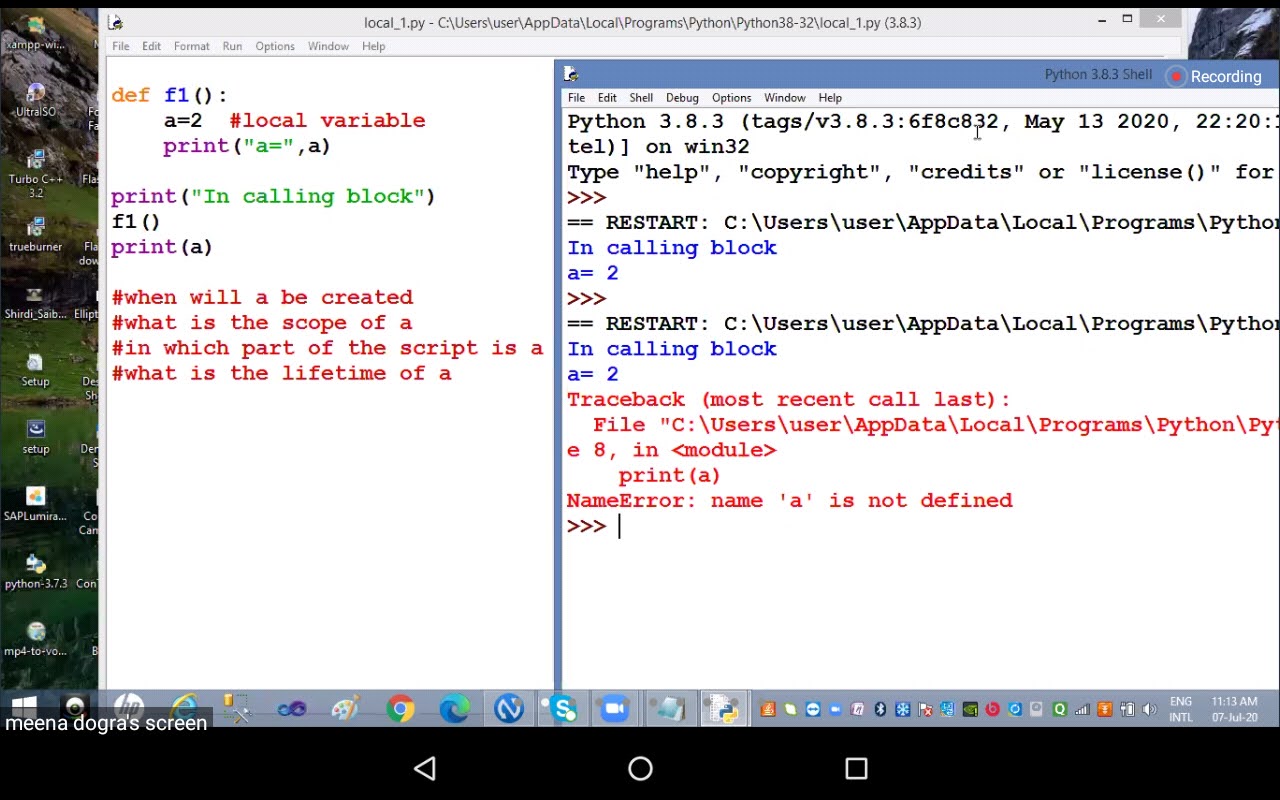 local_1.py - C:\Users\user\AppData\Local\Programs\Python\Python38-32\local_1.py (3.8.3)
File Edit Format Run Options Window Help
def f1():
a=2 #local variable
print("a=",a)
print("In calling block")
f1()
print(a)
#when will a be created
#what is the scope of a
#in which part of the script is a
#what is the lifetime of a
Python 3.8.3 Shell
Recording
File Edit Shell Debug Options Window Help
Python 3.8.3 (tags/v3.8.3:6f8c832, May 13 2020, 22:20:
tel)] on win32
Type "help", "copyright", "credits" or "license()" for
>>>
== RESTART: C:\Users\user\AppData\Local\Programs\Pytho
In calling block
a= 2
>>>
== RESTART: C:\Users\user\AppData\Local\Programs\Pytho
In calling block
a= 2
Traceback (most recent call last):
File "C:\Users\user\AppData\Local\Programs\Python\Py
e 8, in <module>
print(a)
NameError: name 'a' is not defined
>>>
xampp-wi...
UltraISO
Turbo C++
3.2
trueburner
Shirdi_Saib...
Setup
setup
SAPLumira...
python-3.7.3
mp4-to-vo...
ENG
INTL
11:13 AM
07-Jul-20
meena dogra's screen